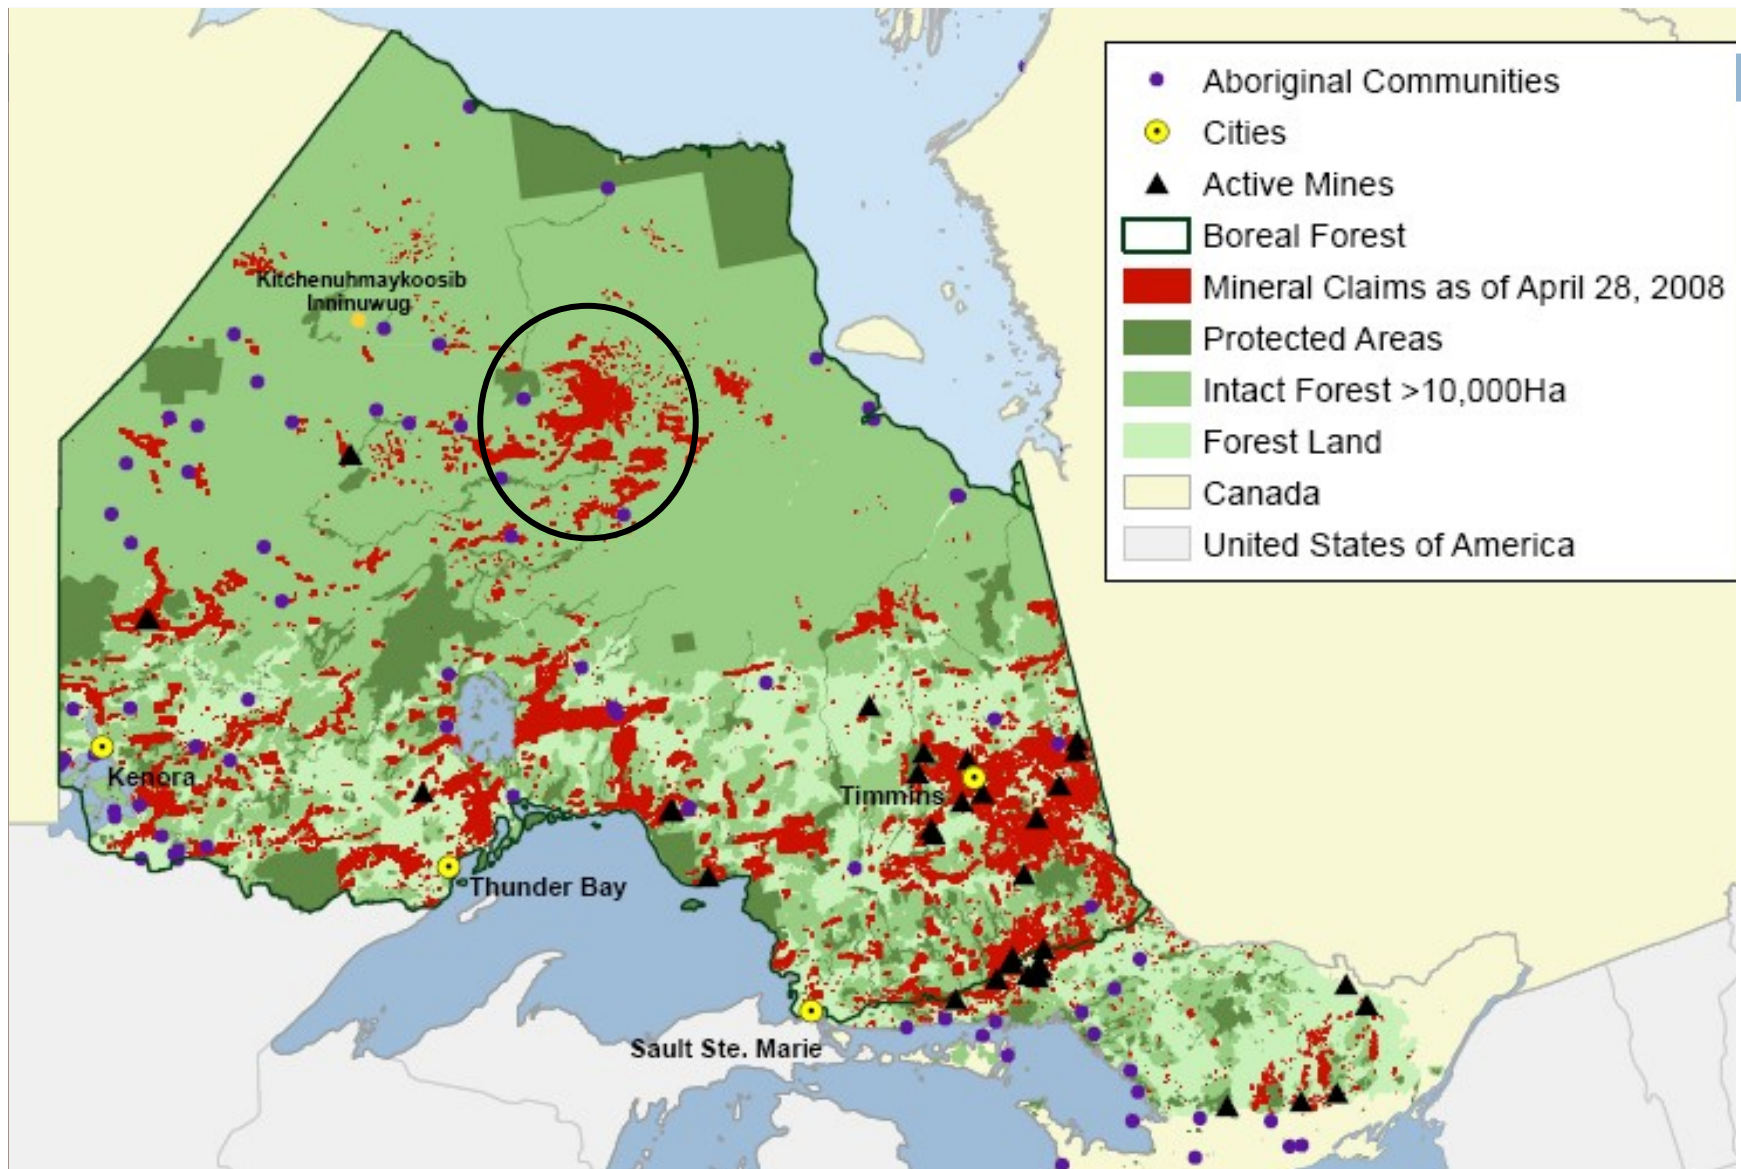 Aboriginal Communities
Cities
Active Mines
Boreal Forest
Mineral Claims as of April 28, 2008
Protected Areas
Intact Forest >10,000Ha
Forest Land
Canada
United States of America
Kitchenuhmaykoosib
Inninuwug
Kenora
Timmins
Thunder Bay
Sault Ste. Marie